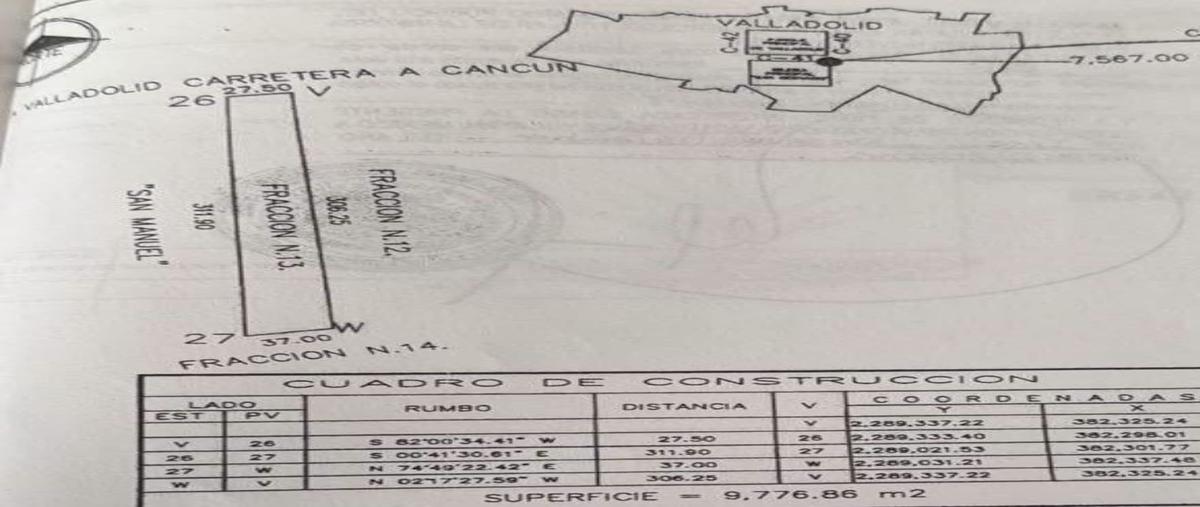 VALLADOLID
C-42
C-40
C-41
7,567.00
VALLADOLID CARRETERA A CANCUN
26 27.50 V
"SAN MANUEL"
311.90
FRACCION N.13.
306.25
FRACCION N.12.
27 37.00 W
FRACCION N.14.
CUADRO DE CONSTRUCCION
LADO RUMBO DISTANCIA V COORDENADAS
EST PV Y X
V 2,289,337.22 382,325.24
V 26 S 82°00'34.41" W 27.50 26 2,289,333.40 382,298.01
26 27 S 00°41'30.61" E 311.90 27 2,289,021.53 382,301.77
27 W N 74°49'22.42" E 37.00 W 2,289,031.21 382,337.48
W V N 02°17'27.59" W 306.25 V 2,289,337.22 382,325.24
SUPERFICIE = 9,776.86 m2